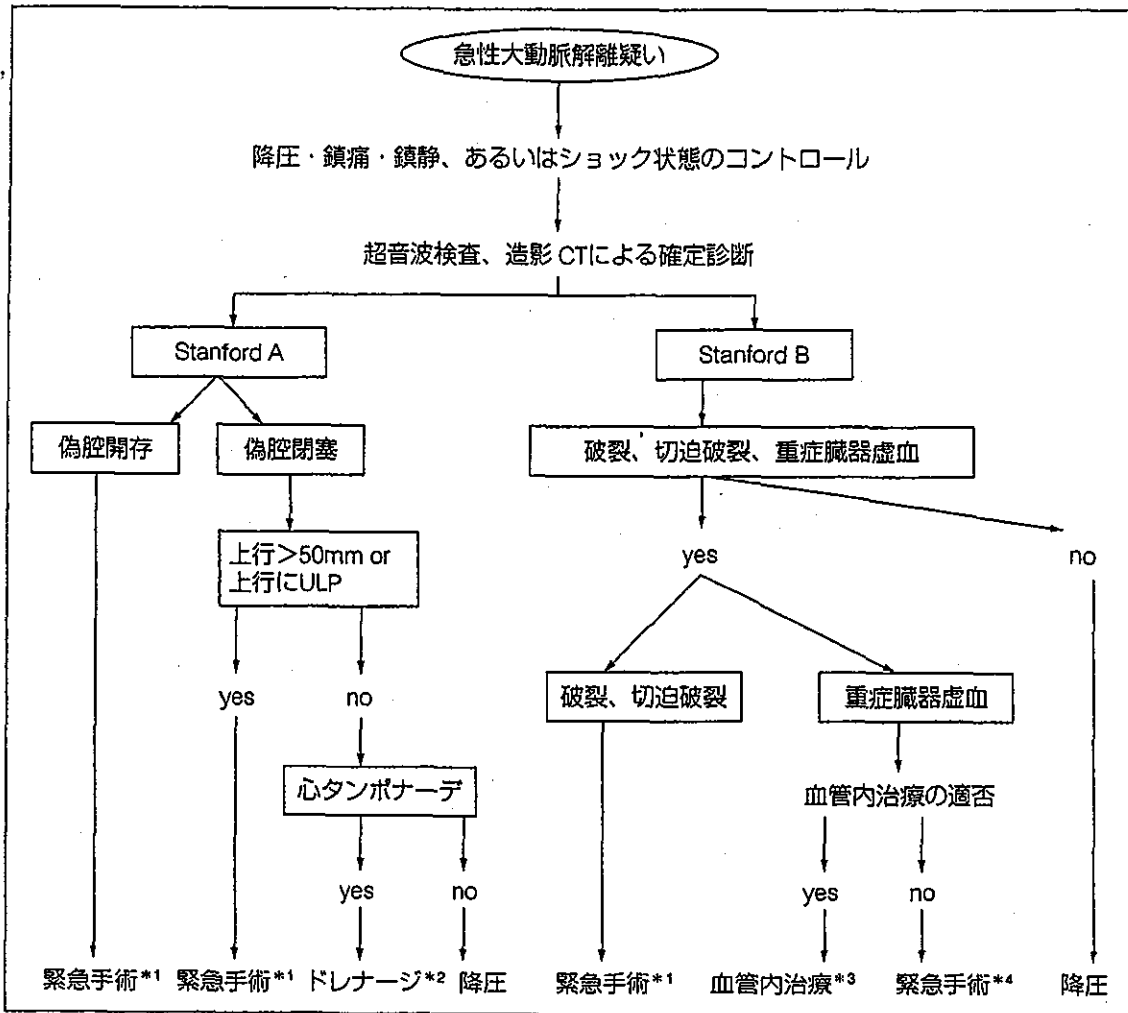 急性大動脈解離疑い
降圧・鎮痛・鎮静、あるいはショック状態のコントロール
超音波検査、造影CTによる確定診断
Stanford A
Stanford B
偽腔開存
偽腔閉塞
破裂、切迫破裂、重症臓器虚血
上行>50mm or
上行にULP
yes
no
yes
no
破裂、切迫破裂
重症臓器虚血
心タンポナーデ
血管内治療の適否
yes
no
yes
no
緊急手術*1
緊急手術*1
ドレナージ*2
降圧
緊急手術*1
血管内治療*3
緊急手術*4
降圧